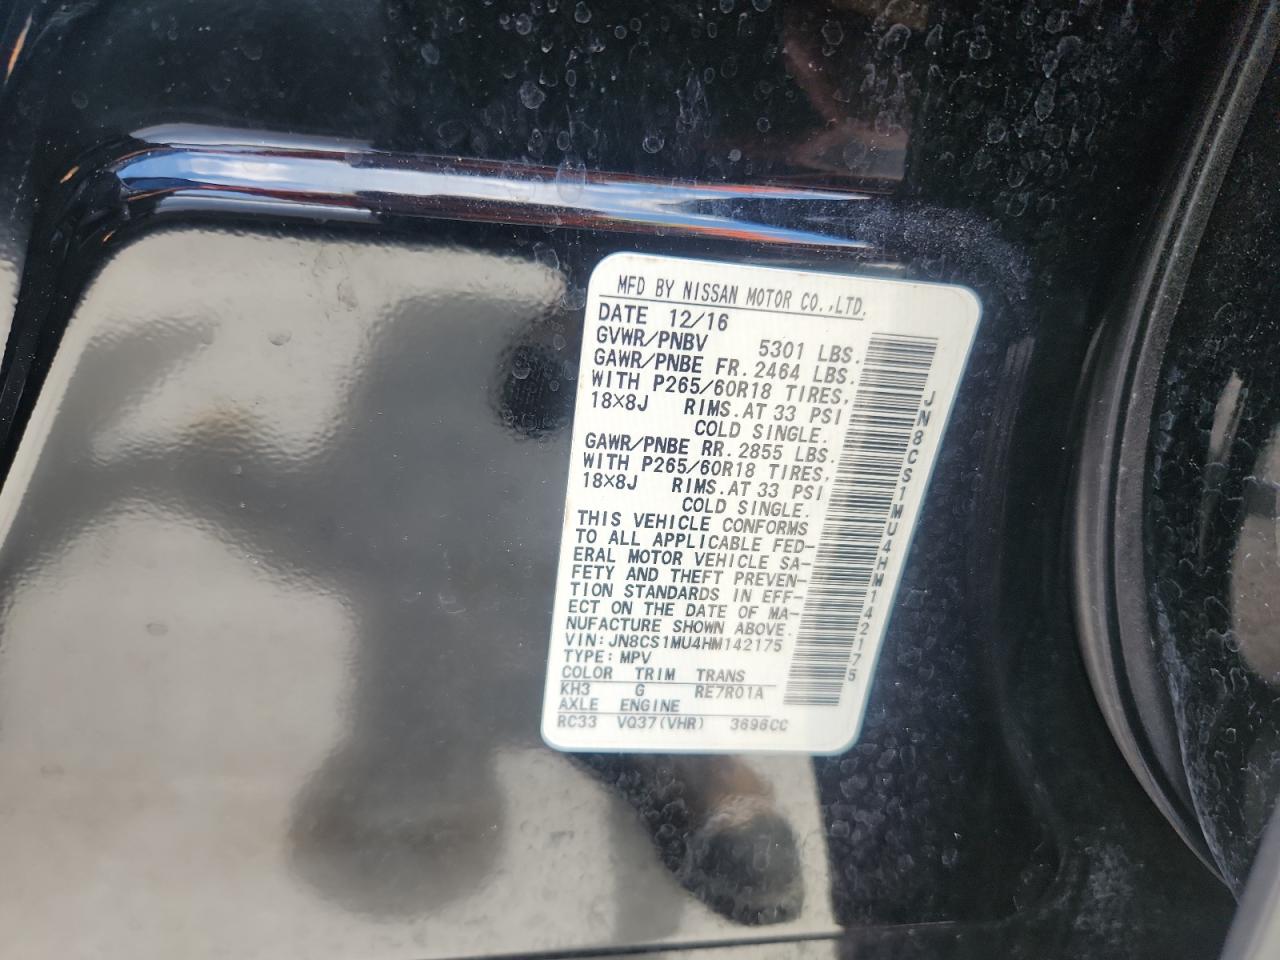 MFD BY NISSAN MOTOR CO.,LTD.
DATE 12/16
GVWR/PNBV 5301 LBS.
GAWR/PNBE FR. 2464 LBS.
WITH P265/60R18 TIRES,
18×8J RIMS. AT 33 PSI
COLD SINGLE.
GAWR/PNBE RR. 2855 LBS.
WITH P265/60R18 TIRES,
18×8J RIMS. AT 33 PSI
COLD SINGLE.
THIS VEHICLE CONFORMS
TO ALL APPLICABLE FED-
ERAL MOTOR VEHICLE SA-
FETY AND THEFT PREVEN-
TION STANDARDS IN EFF-
ECT ON THE DATE OF MA-
NUFACTURE SHOWN ABOVE.
VIN:JN8CS1MU4HM142175
TYPE:MPV
COLOR TRIM TRANS
KH3 G RE7R01A
AXLE ENGINE
RC33 VQ37(VHR) 3696CC
JN8CS1MU4HM142175